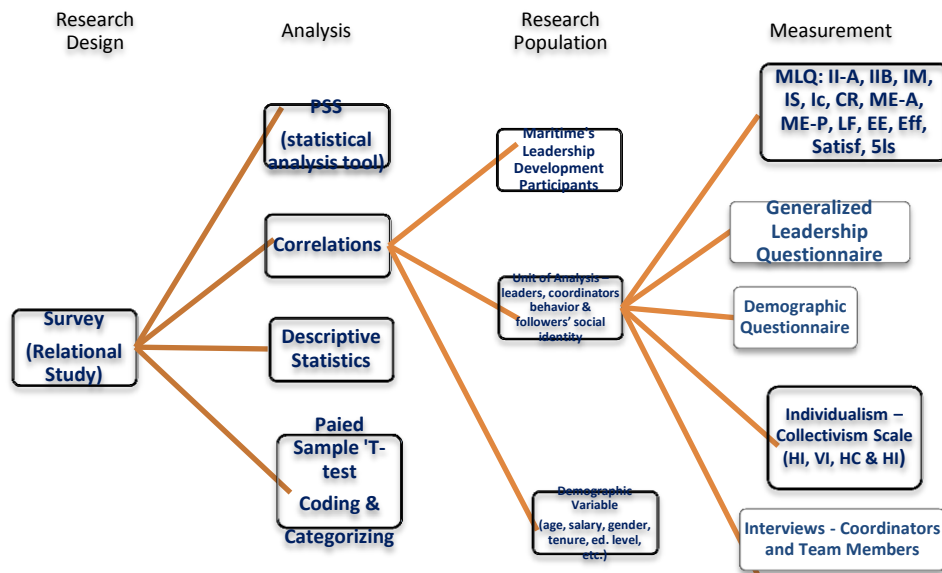 Research
Design
Analysis
Research
Population
Measurement
Survey
(Relational
Study)
PSS
(statistical
analysis tool)
Correlations
Descriptive
Statistics
Paied
Sample 'T-
test
Coding &
Categorizing
Maritime's
Leadership
Development
Participants
Unit of Analysis –
leaders, coordinators
behavior &
followers' social
identity
Demographic
Variable
(age, salary, gender,
tenure, ed. level,
etc.)
MLQ: II-A, IIB, IM,
IS, Ic, CR, ME-A,
ME-P, LF, EE, Eff,
Satisf, 5ls
Generalized
Leadership
Questionnaire
Demographic
Questionnaire
Individualism –
Collectivism Scale
(HI, VI, HC & HI)
Interviews - Coordinators
and Team Members